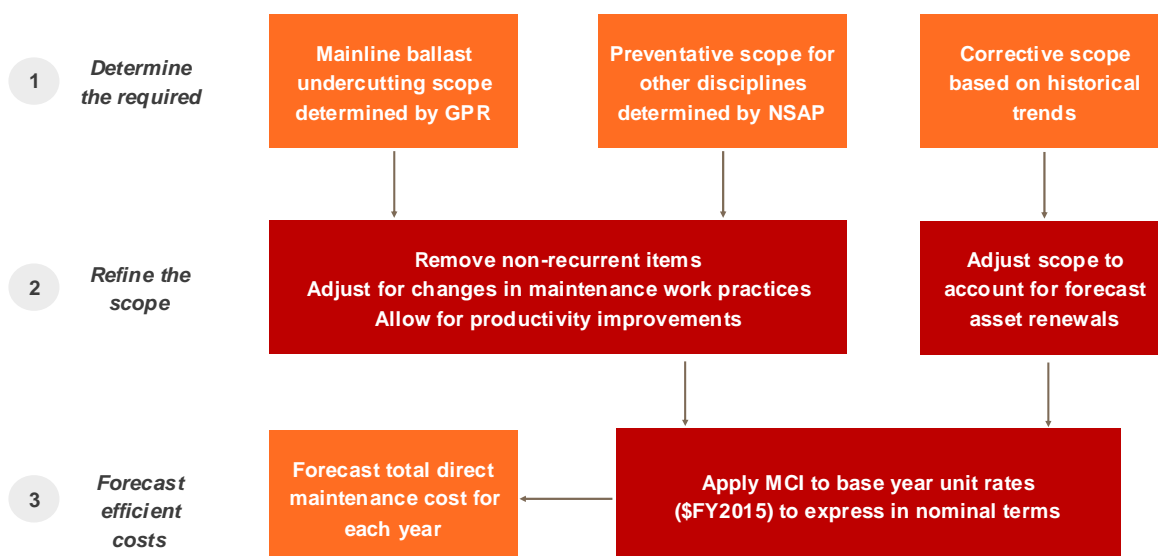 1
Determine
the required
Mainline ballast
undercutting scope
determined by GPR
Preventative scope for
other disciplines
determined by NSAP
Corrective scope
based on historical
trends
2
Refine the
scope
Remove non-recurrent items
Adjust for changes in maintenance work practices
Allow for productivity improvements
Adjust scope to
account for forecast
asset renewals
3
Forecast
efficient
costs
Forecast total direct
maintenance cost for
each year
Apply MCI to base year unit rates
($FY2015) to express in nominal terms